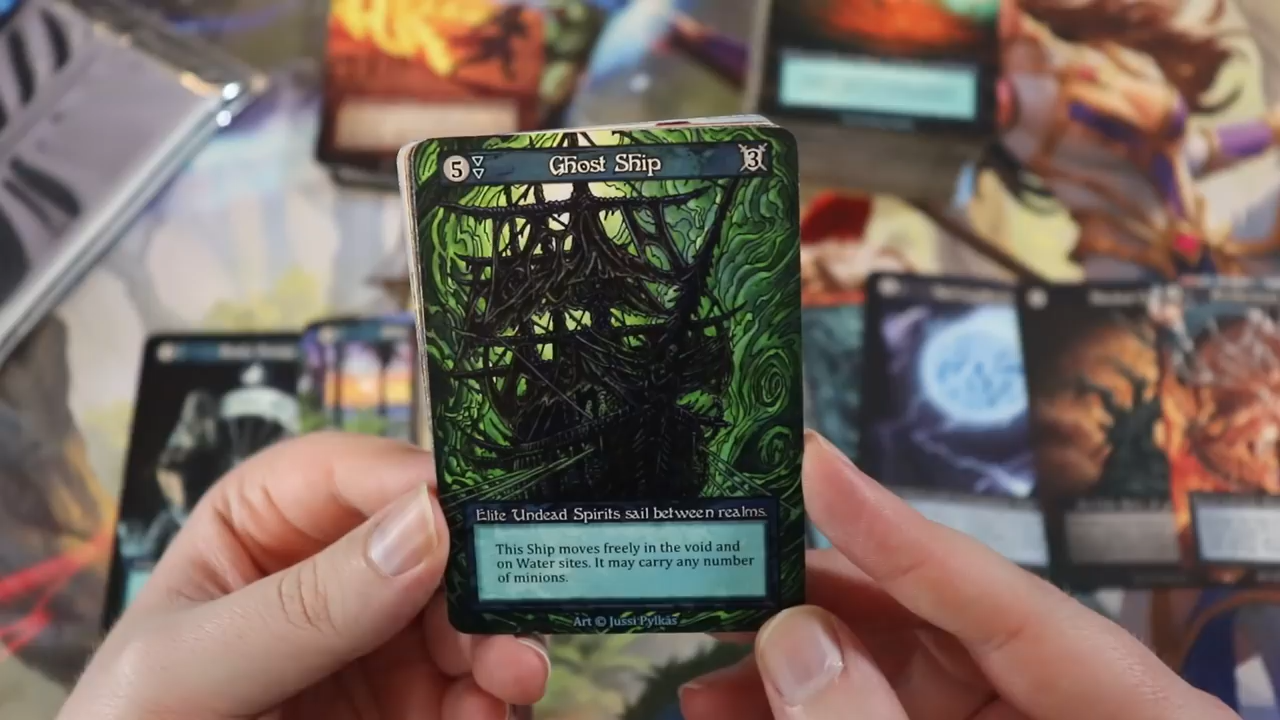 5 Ghost Ship 3
Elite Undead Spirits sail between realms.
This Ship moves freely in the void and
on Water sites. It may carry any number
of minions.
Art © Jussi Pylkäs